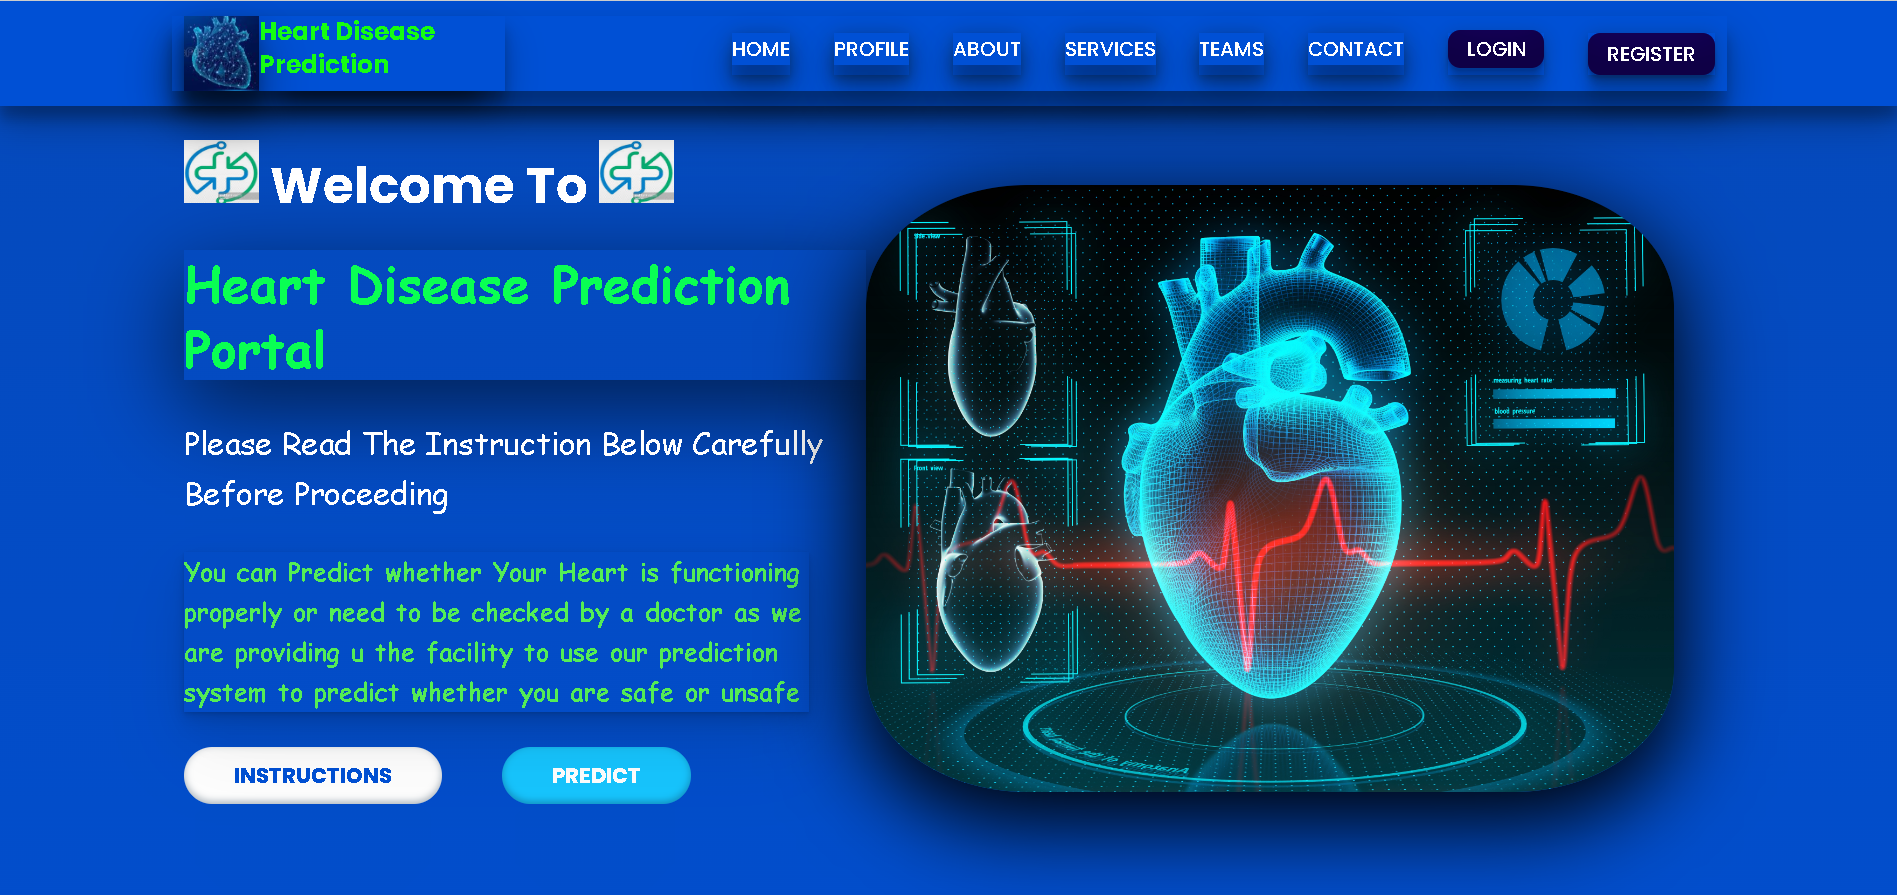 Heart Disease
Prediction
HOME PROFILE ABOUT SERVICES TEAMS CONTACT LOGIN REGISTER
Welcome To
Heart Disease Prediction
Portal
Please Read The Instruction Below Carefully
Before Proceeding
You can Predict whether Your Heart is functioning
properly or need to be checked by a doctor as we
are providing u the facility to use our prediction
system to predict whether you are safe or unsafe
INSTRUCTIONS PREDICT
Side view
Front view
measuring heart rate
blood pressure